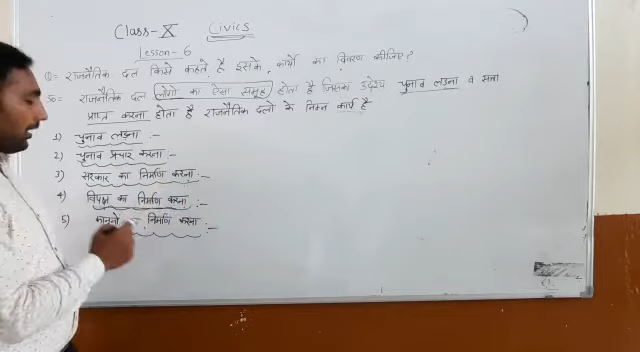 Class-X Civics
Lesson-6
राजनैतिक दल किसे कहते है इसके कार्यो का विवरण कीजिए?
राजनैतिक दल लोगो का ऐसा समूह होता है जिसका उद्देश्य चुनाव लड़ना व सत्ता
प्राप्त करना होता है राजनैतिक दलो के निम्न कार्य है
1) चुनाव लड़ना :-
2) चुनाव प्रचार करना :-
3) सरकार का निर्माण करना :-
4) विपक्ष का निर्माण करना :-
5) कानूनो निर्माण करना :-